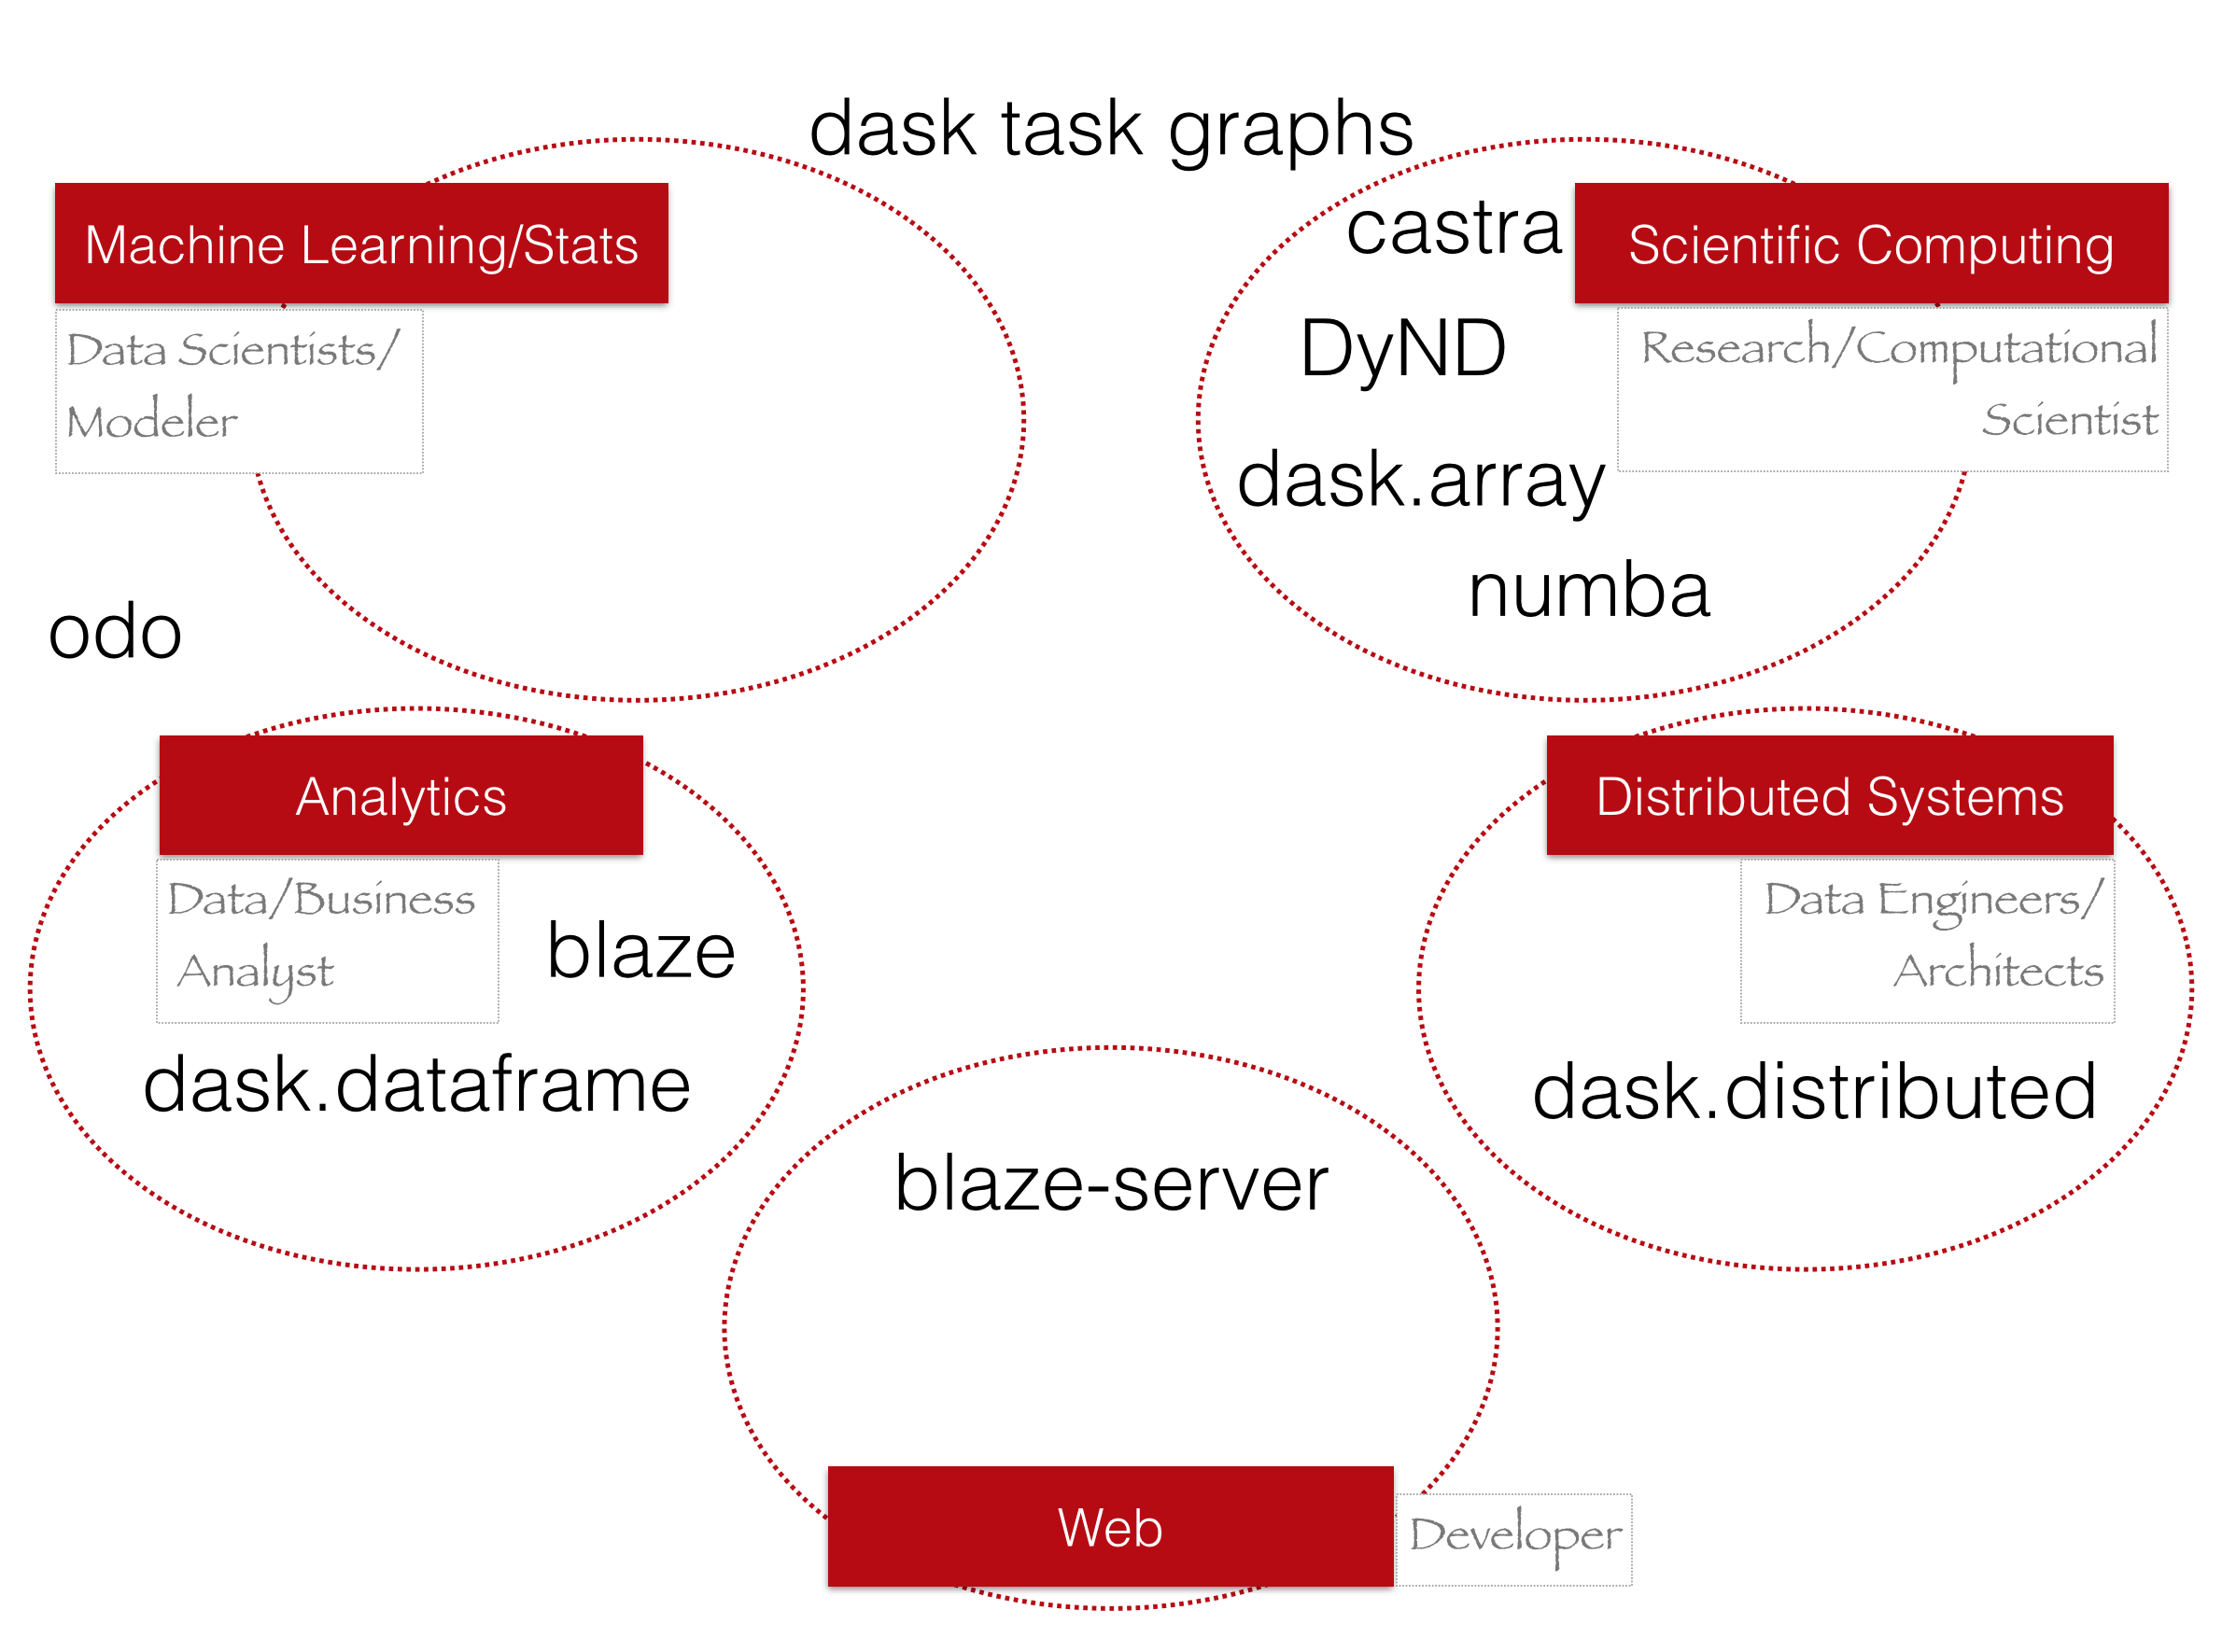 dask task graphs
Machine Learning/Stats
Data Scientists/
Modeler
castra
Scientific Computing
DyND
Research/Computational
Scientist
dask.array
numba
odo
Analytics
Data/Business
Analyst
blaze
dask.dataframe
Distributed Systems
Data Engineers/
Architects
dask.distributed
blaze-server
Web
Developer